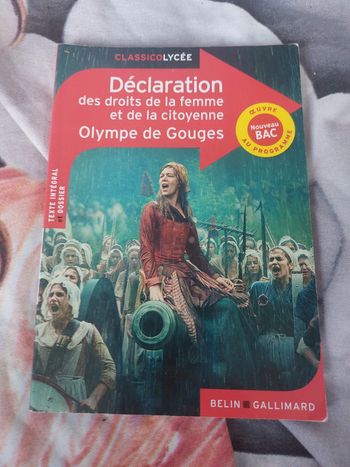 CLASSICOLYCÉE
Déclaration
des droits de la femme
et de la citoyenne
Olympe de Gouges
ŒUVRE
Nouveau
BAC
AU PROGRAMME
TEXTE INTÉGRAL
ET DOSSIER
BELIN GALLIMARD